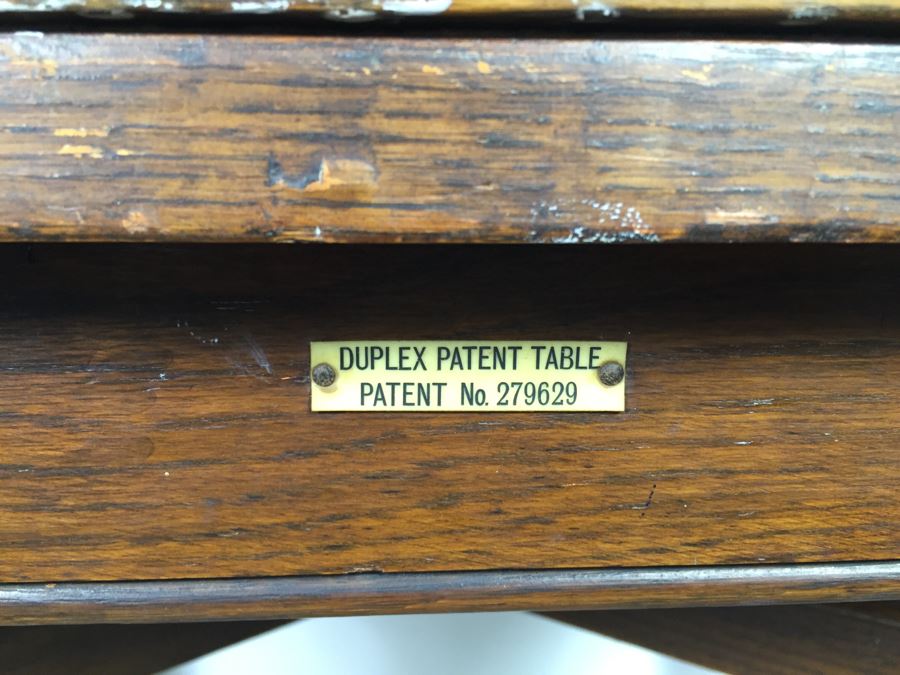 DUPLEX PATENT TABLE
PATENT No. 279629